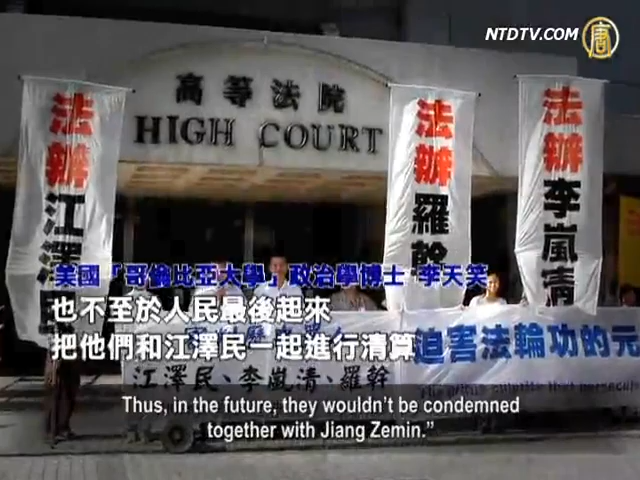 NTDTV.COM
唐
高等法院
HIGH COURT
法辦江澤民
法辦羅幹
法辦李嵐清
美國「哥倫比亞大學」政治學博士 李天笑
也不至於人民最後起來
把他們和江澤民一起進行清算
迫害法輪功的元
江澤民、李嵐清、羅幹
Thus, in the future, they wouldn't be condemned
together with Jiang Zemin."